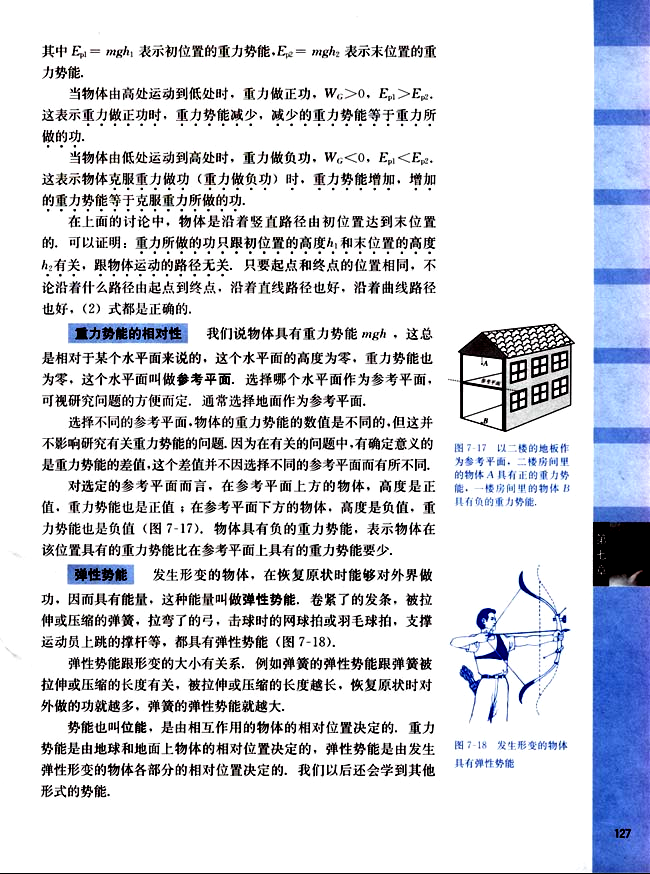 其中 Eₚ₁= mgh₁ 表示初位置的重力势能,Eₚ₂= mgh₂ 表示末位置的重
力势能.
当物体由高处运动到低处时，重力做正功，W_G>0，Eₚ₁>Eₚ₂.
这表示重力做正功时，重力势能减少，减少的重力势能等于重力所
做的功.
当物体由低处运动到高处时，重力做负功，W_G<0，Eₚ₁<Eₚ₂.
这表示物体克服重力做功（重力做负功）时，重力势能增加，增加
的重力势能等于克服重力所做的功.
在上面的讨论中，物体是沿着竖直路径由初位置达到末位置
的. 可以证明：重力所做的功只跟初位置的高度h₁和末位置的高度
h₂有关，跟物体运动的路径无关. 只要起点和终点的位置相同，不
论沿着什么路径由起点到终点，沿着直线路径也好，沿着曲线路径
也好，(2) 式都是正确的.
重力势能的相对性 我们说物体具有重力势能 mgh ，这总
是相对于某个水平面来说的，这个水平面的高度为零，重力势能也
为零，这个水平面叫做参考平面. 选择哪个水平面作为参考平面，
可视研究问题的方便而定. 通常选择地面作为参考平面.
选择不同的参考平面,物体的重力势能的数值是不同的,但这并
不影响研究有关重力势能的问题.因为在有关的问题中,有确定意义的
是重力势能的差值,这个差值并不因选择不同的参考平面而有所不同.
对选定的参考平面而言，在参考平面上方的物体，高度是正
值，重力势能也是正值；在参考平面下方的物体，高度是负值，重
力势能也是负值（图 7-17）. 物体具有负的重力势能，表示物体在
该位置具有的重力势能比在参考平面上具有的重力势能要少.
弹性势能 发生形变的物体，在恢复原状时能够对外界做
功，因而具有能量，这种能量叫做弹性势能. 卷紧了的发条，被拉
伸或压缩的弹簧，拉弯了的弓，击球时的网球拍或羽毛球拍，支撑
运动员上跳的撑杆等，都具有弹性势能（图 7-18）.
弹性势能跟形变的大小有关系. 例如弹簧的弹性势能跟弹簧被
拉伸或压缩的长度有关，被拉伸或压缩的长度越长，恢复原状时对
外做的功就越多，弹簧的弹性势能就越大.
势能也叫位能，是由相互作用的物体的相对位置决定的. 重力
势能是由地球和地面上物体的相对位置决定的，弹性势能是由发生
弹性形变的物体各部分的相对位置决定的. 我们以后还会学到其他
形式的势能.
A
参考平面
B
图 7-17 以二楼的地板作
为参考平面，二楼房间里
的物体 A 具有正的重力势
能，一楼房间里的物体 B
具有负的重力势能.
第七章
图 7-18 发生形变的物体
具有弹性势能
127